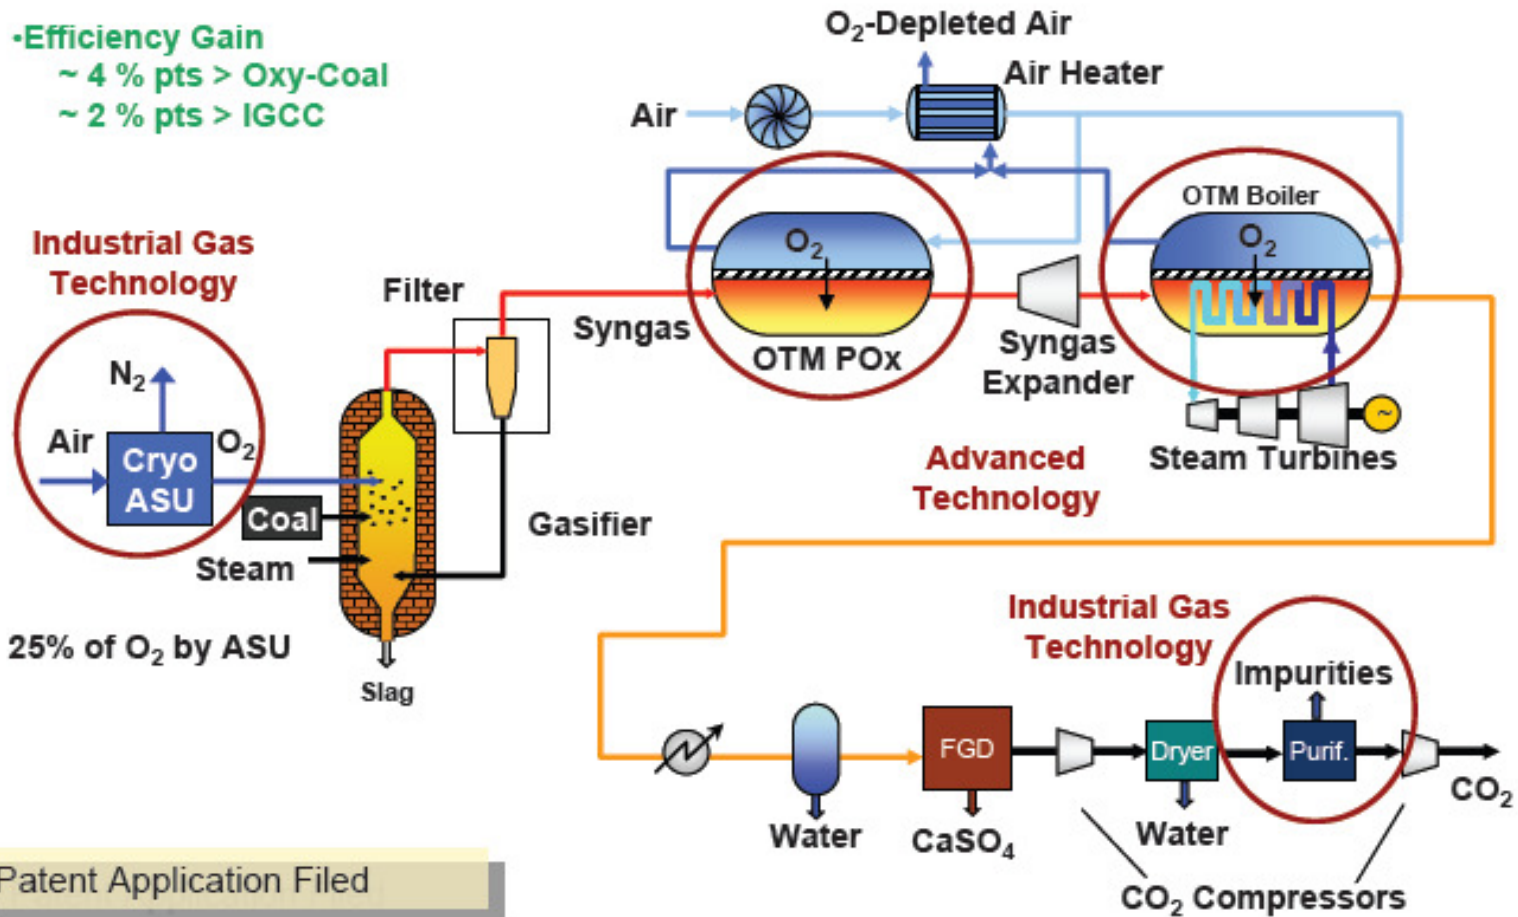 •Efficiency Gain
~ 4 % pts > Oxy-Coal
~ 2 % pts > IGCC
O₂-Depleted Air
Air Heater
Air
OTM Boiler
O₂
O₂
Industrial Gas
Technology
Filter
Syngas
OTM POx
Syngas
Expander
N₂
Air
O₂
Cryo
ASU
Coal
Steam
Gasifier
Advanced
Technology
Steam Turbines
~
25% of O₂ by ASU
Slag
Industrial Gas
Technology
Impurities
FGD
Dryer
Purif.
CO₂
Water
CaSO₄
Water
CO₂ Compressors
Patent Application Filed